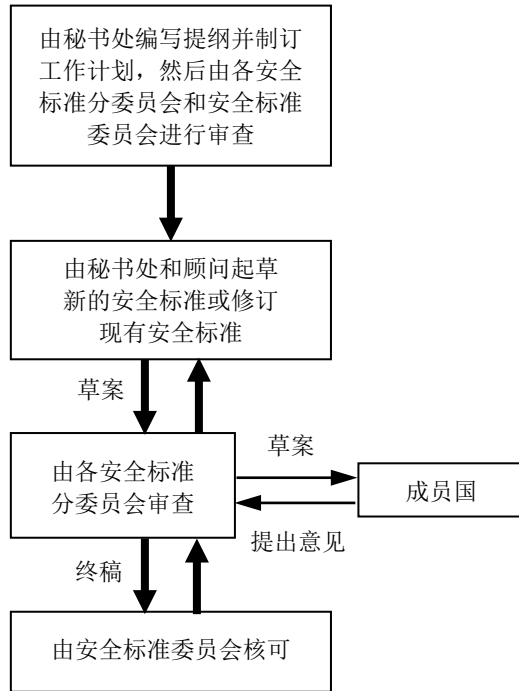 由秘书处编写提纲并制订
工作计划，然后由各安全
标准分委员会和安全标准
委员会进行审查
由秘书处和顾问起草
新的安全标准或修订
现有安全标准
草案
由各安全标准
分委员会审查
草案
成员国
提出意见
终稿
由安全标准委员会核可